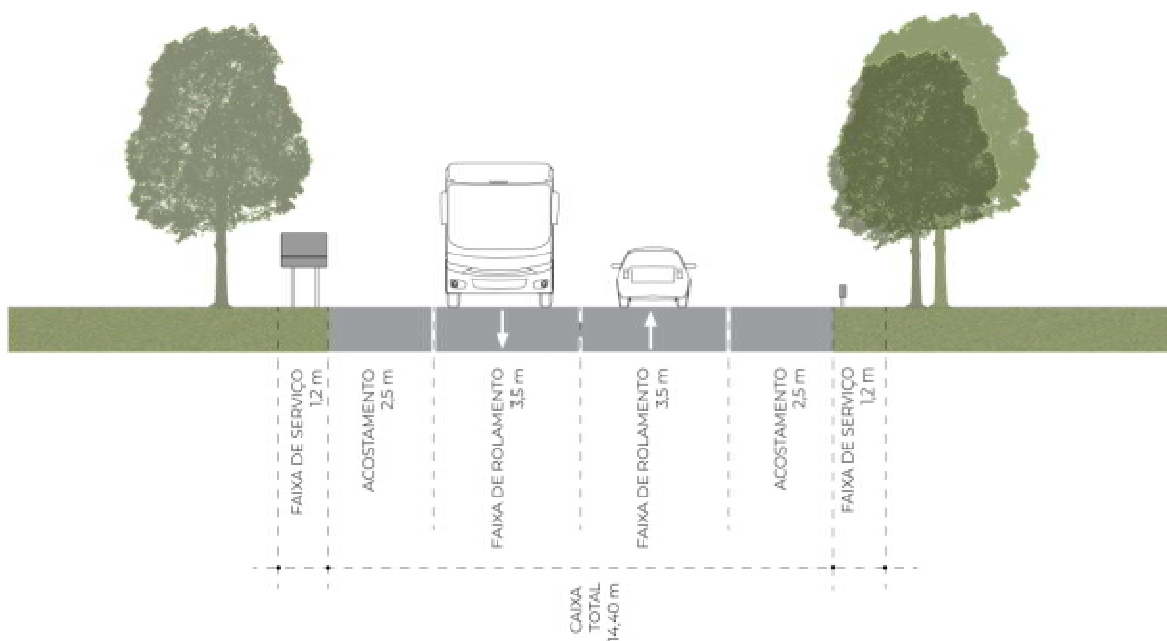 FAIXA DE SERVIÇO
1,2 m
ACOSTAMENTO
2,5 m
FAIXA DE ROLAMENTO
3,5 m
FAIXA DE ROLAMENTO
3,5 m
ACOSTAMENTO
2,5 m
FAIXA DE SERVIÇO
1,2 m
CAIXA
TOTAL
14,40 m